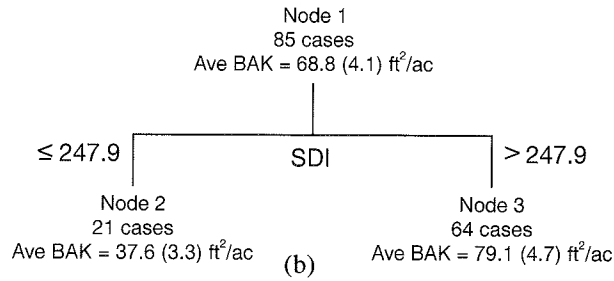 Node 1
85 cases
Ave BAK = 68.8 (4.1) ft²/ac
≤ 247.9
SDI
> 247.9
Node 2
21 cases
Ave BAK = 37.6 (3.3) ft²/ac
Node 3
64 cases
Ave BAK = 79.1 (4.7) ft²/ac
(b)